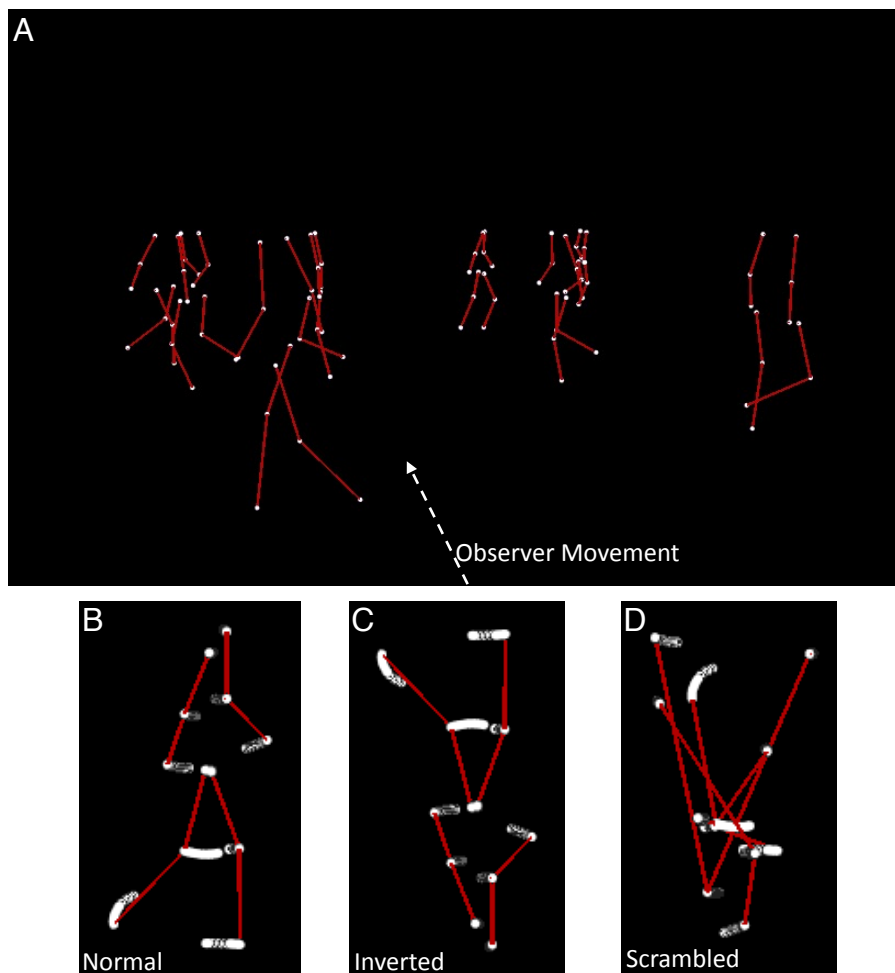 A
Observer Movement
B
Normal
C
Inverted
D
Scrambled